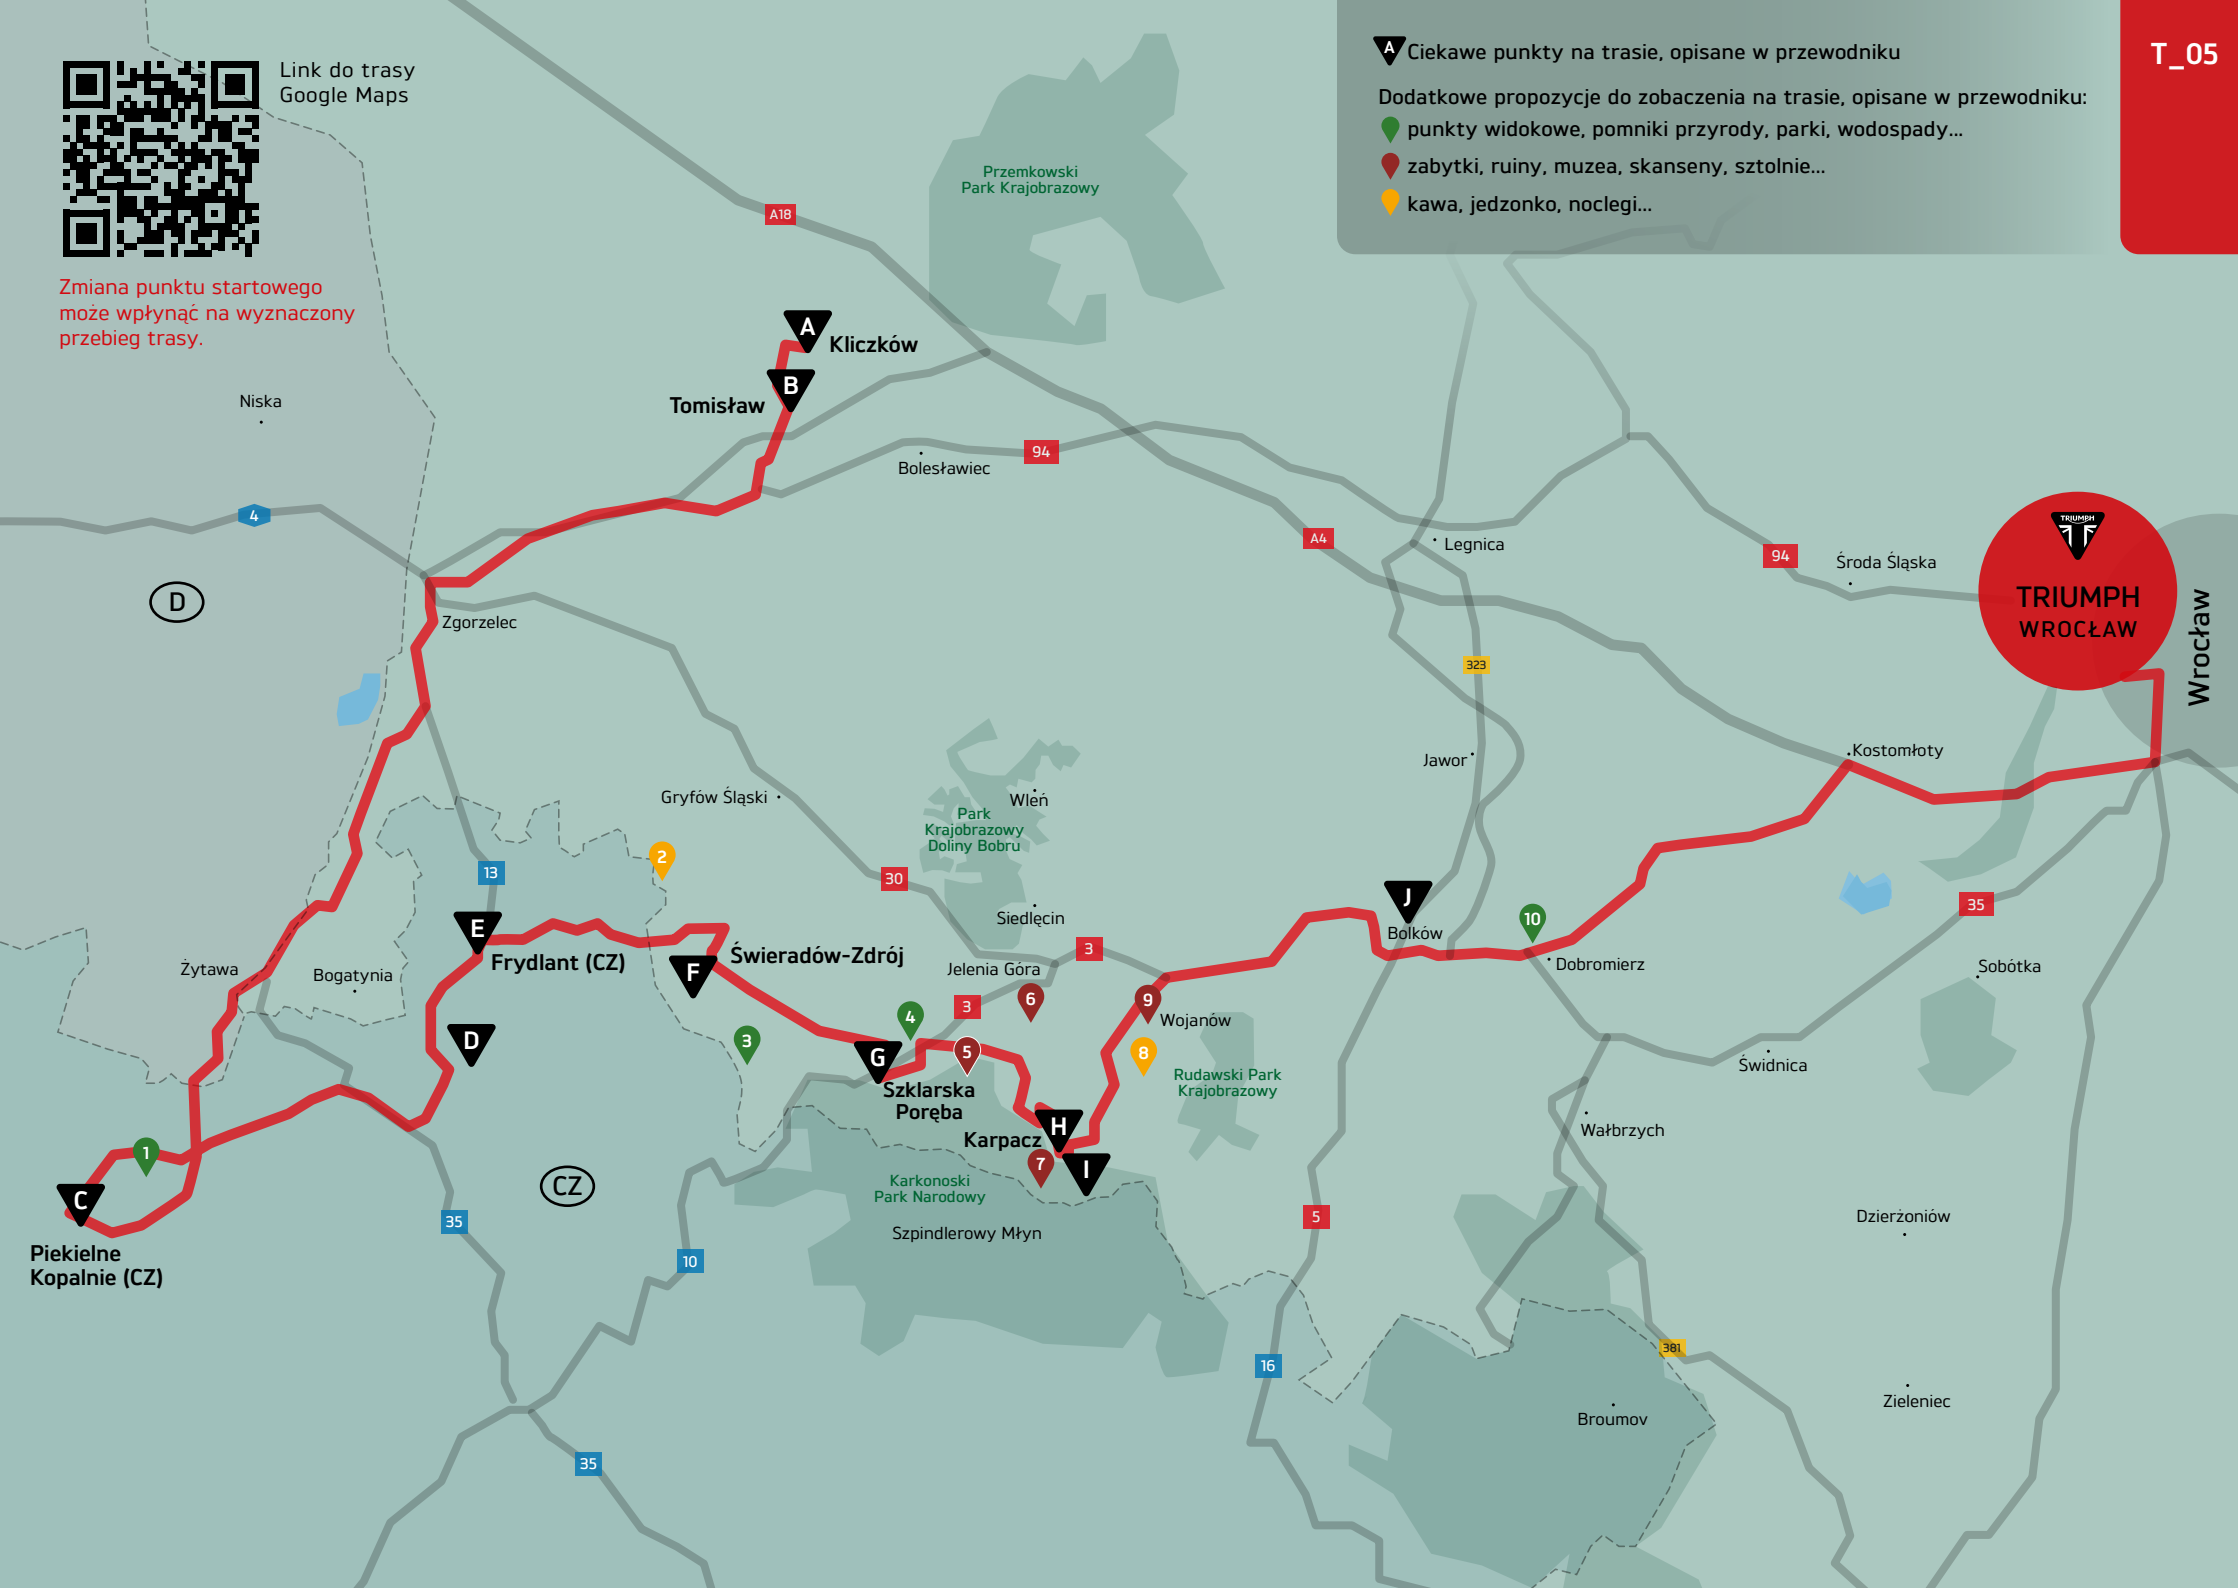 Link do trasy
Google Maps
Zmiana punktu startowego
może wpłynąć na wyznaczony
przebieg trasy.
A Ciekawe punkty na trasie, opisane w przewodniku
Dodatkowe propozycje do zobaczenia na trasie, opisane w przewodniku:
punkty widokowe, pomniki przyrody, parki, wodospady...
zabytki, ruiny, muzea, skanseny, sztolnie...
kawa, jedzonko, noclegi...
T_05
Przemkowski
Park Krajobrazowy
A18
A
Kliczków
B
Tomisław
Niska
Bolesławiec
94
4
A4
Legnica
94
Środa Śląska
TRIUMPH
TRIUMPH
WROCŁAW
Wrocław
D
Zgorzelec
323
Jawor
Kostomłoty
Gryfów Śląski
Wleń
Park
Krajobrazowy
Doliny Bobru
2
13
30
J
Bolków
10
Dobromierz
35
Siedlęcin
E
Frydlant (CZ)
F
Świeradów-Zdrój
3
Jelenia Góra
Żytawa
Bogatynia
Sobótka
6
3
9
Wojanów
4
3
D
G
5
8
Szklarska
Poręba
Rudawski Park
Krajobrazowy
Świdnica
H
Karpacz
Wałbrzych
1
7
I
C
CZ
Karkonoski
Park Narodowy
35
Szpindlerowy Młyn
5
Dzierżoniów
Piekielne
Kopalnie (CZ)
10
16
381
Zieleniec
Broumov
35